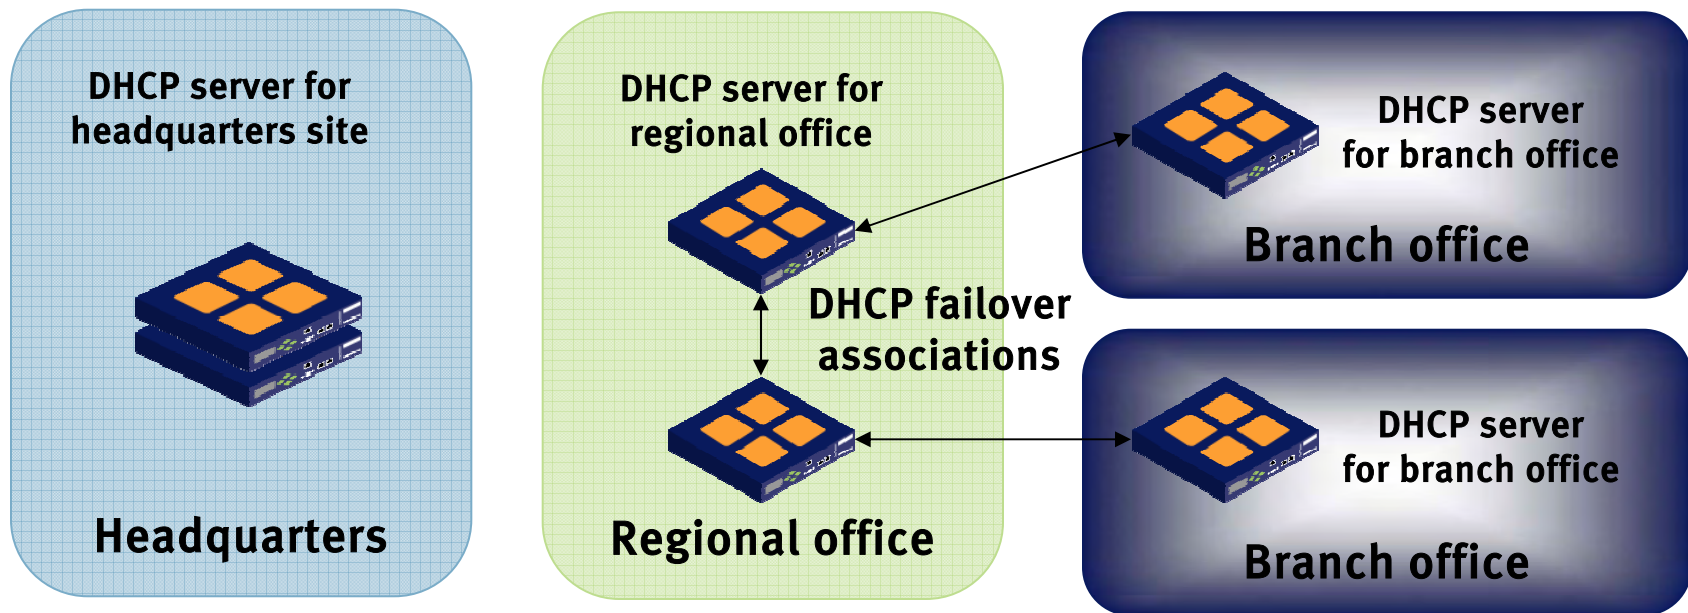 DHCP server for
headquarters site
Headquarters
DHCP server for
regional office
DHCP failover
associations
Regional office
DHCP server
for branch office
Branch office
DHCP server
for branch office
Branch office